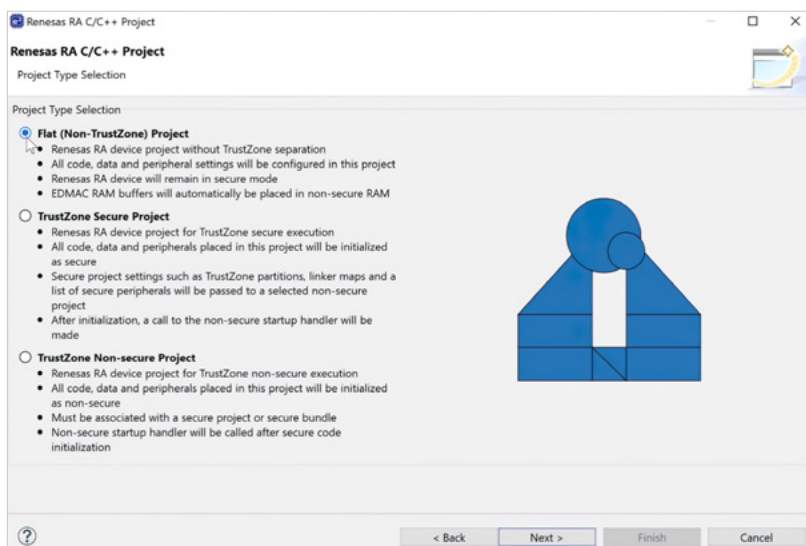 Renesas RA C/C++ Project
Renesas RA C/C++ Project
Project Type Selection
Project Type Selection
Flat (Non-TrustZone) Project
• Renesas RA device project without TrustZone separation
• All code, data and peripheral settings will be configured in this project
• Renesas RA device will remain in secure mode
• EDMAC RAM buffers will automatically be placed in non-secure RAM
TrustZone Secure Project
• Renesas RA device project for TrustZone secure execution
• All code, data and peripherals placed in this project will be initialized
as secure
• Secure project settings such as TrustZone partitions, linker maps and a
list of secure peripherals will be passed to a selected non-secure
project
• After initialization, a call to the non-secure startup handler will be
made
TrustZone Non-secure Project
• Renesas RA device project for TrustZone non-secure execution
• All code, data and peripherals placed in this project will be initialized
as non-secure
• Must be associated with a secure project or secure bundle
• Non-secure startup handler will be called after secure code
initialization
?
< Back
Next >
Finish
Cancel